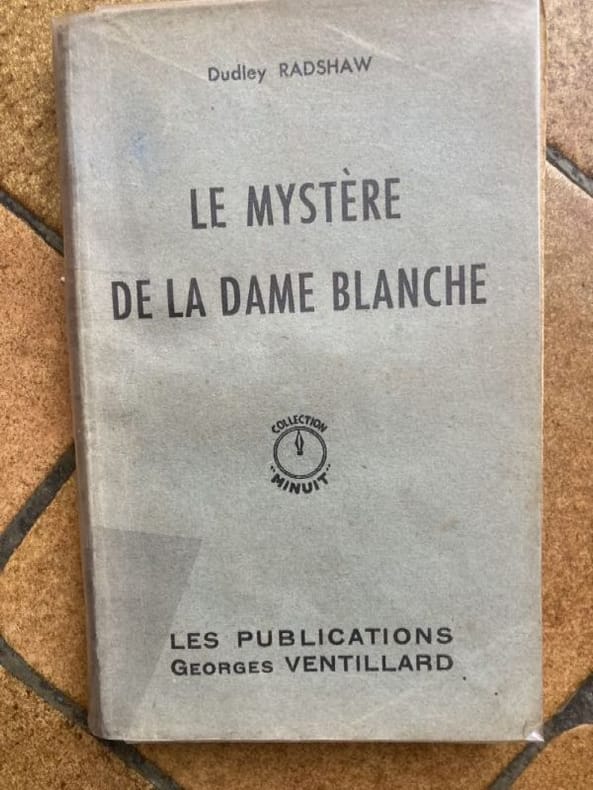 Dudley RADSHAW
LE MYSTÈRE
DE LA DAME BLANCHE
COLLECTION
"MINUIT"
LES PUBLICATIONS
GEORGES VENTILLARD